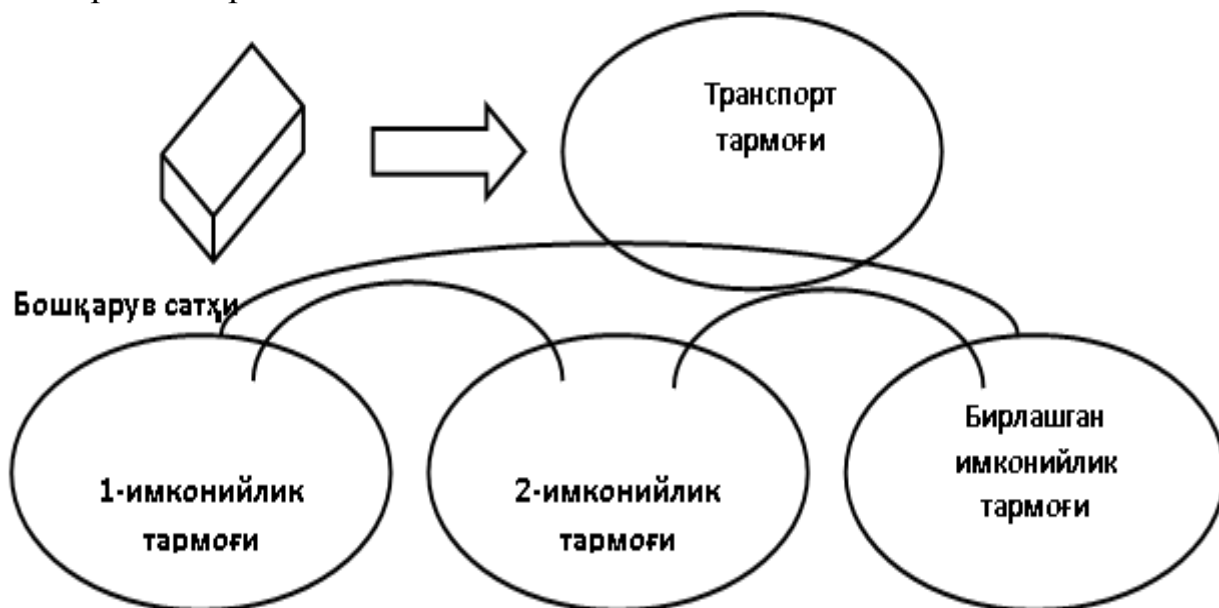 Транспорт
тармоғи
Бошқарув сатҳи
1-имконийлик
тармоғи
2-имконийлик
тармоғи
Бирлашган
имконийлик
тармоғи